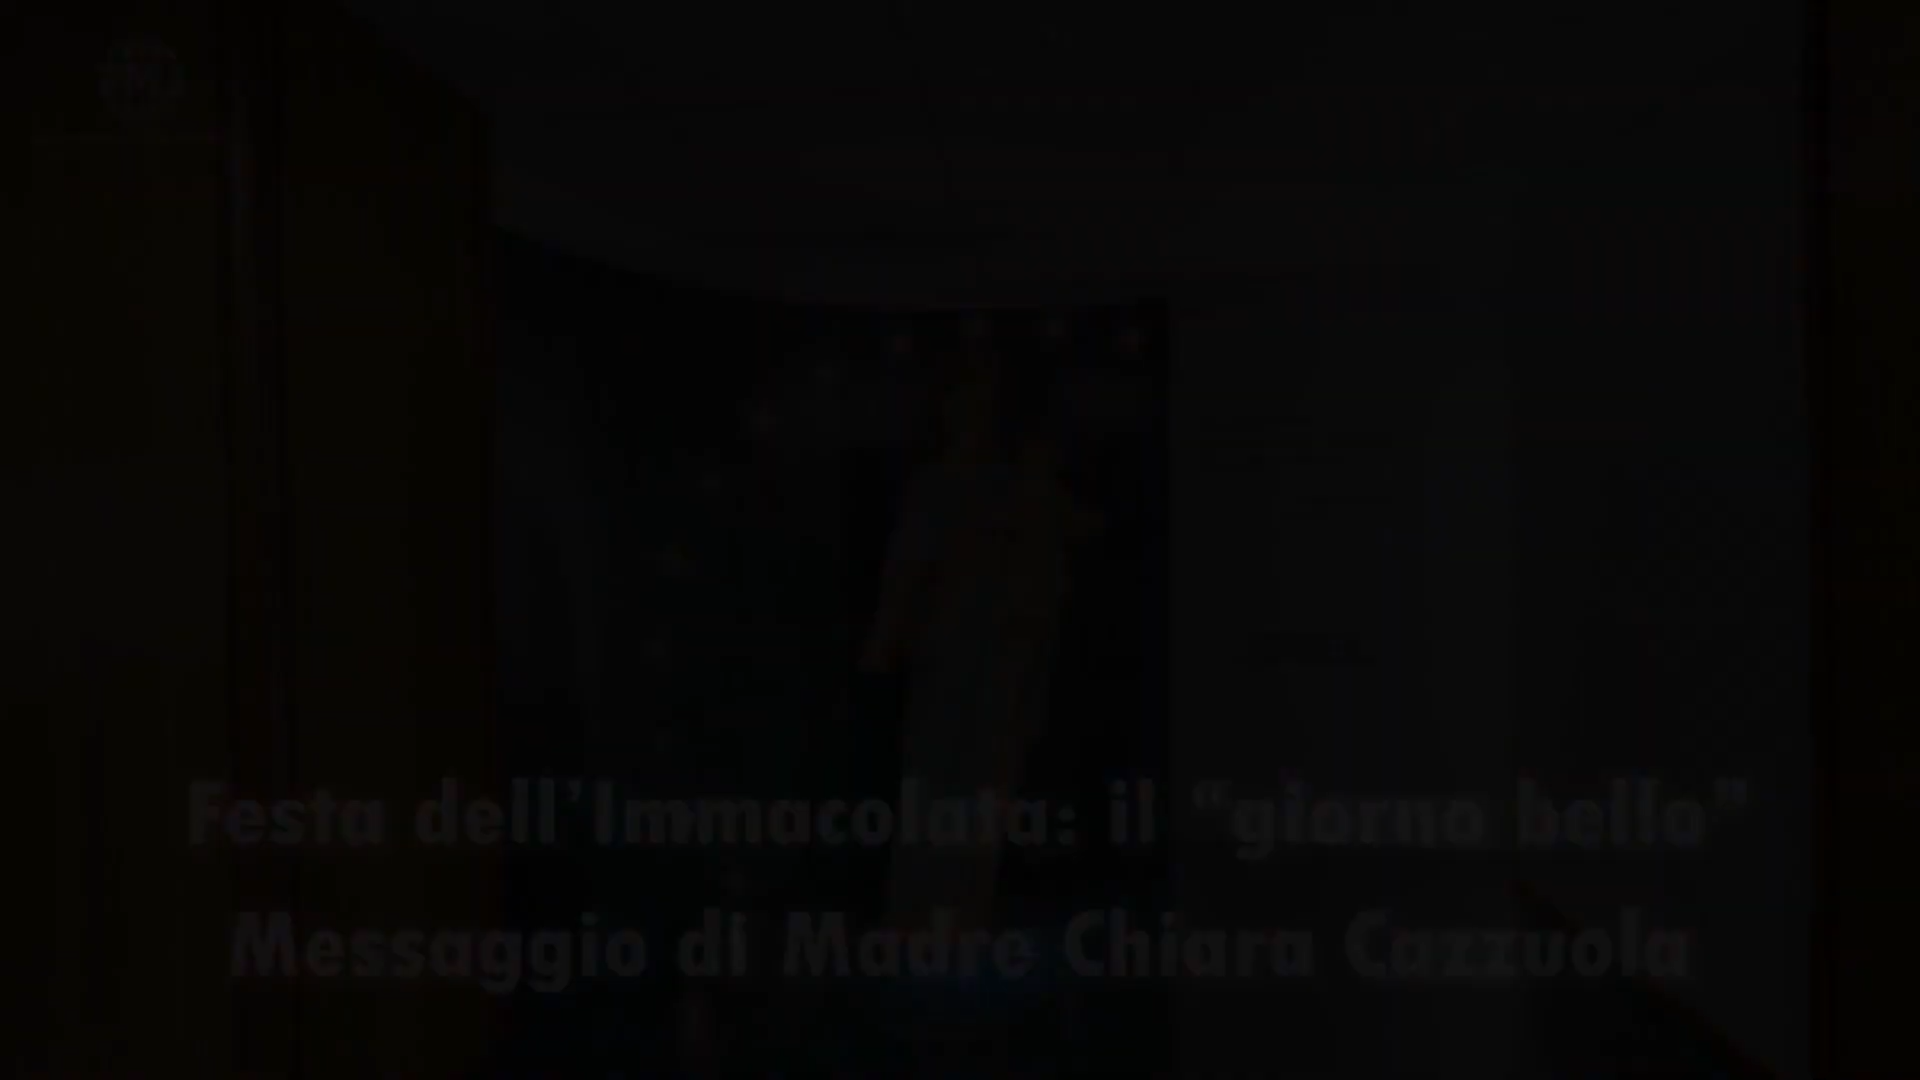 Festa dell’Immacolata: il “giorno bello”
Messaggio di Madre Chiara Cazzuola